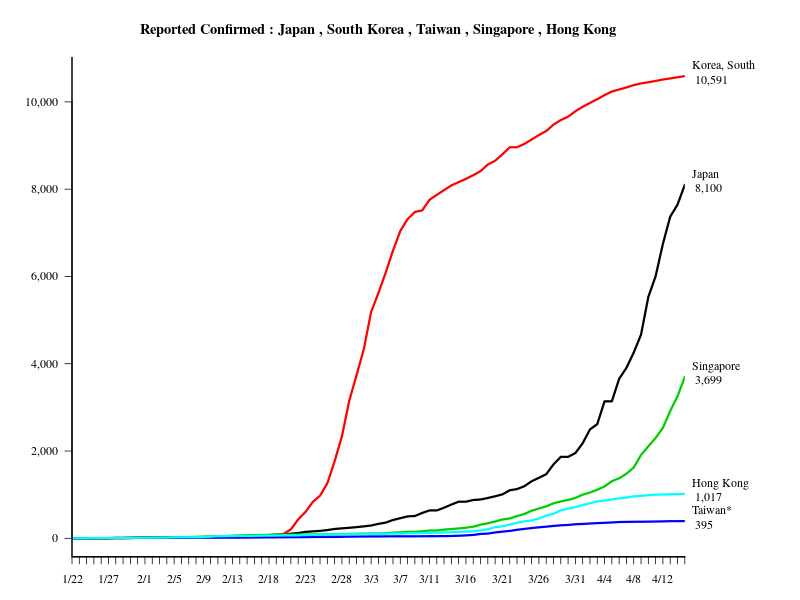 Reported Confirmed : Japan , South Korea , Taiwan , Singapore , Hong Kong
Korea, South
10,591
10,000
Japan
8,100
8,000
6,000
4,000
Singapore
3,699
2,000
Hong Kong
1,017
Taiwan*
395
0
1/22 1/27 2/1 2/5 2/9 2/13 2/18 2/23 2/28 3/3 3/7 3/11 3/16 3/21 3/26 3/31 4/4 4/8 4/12